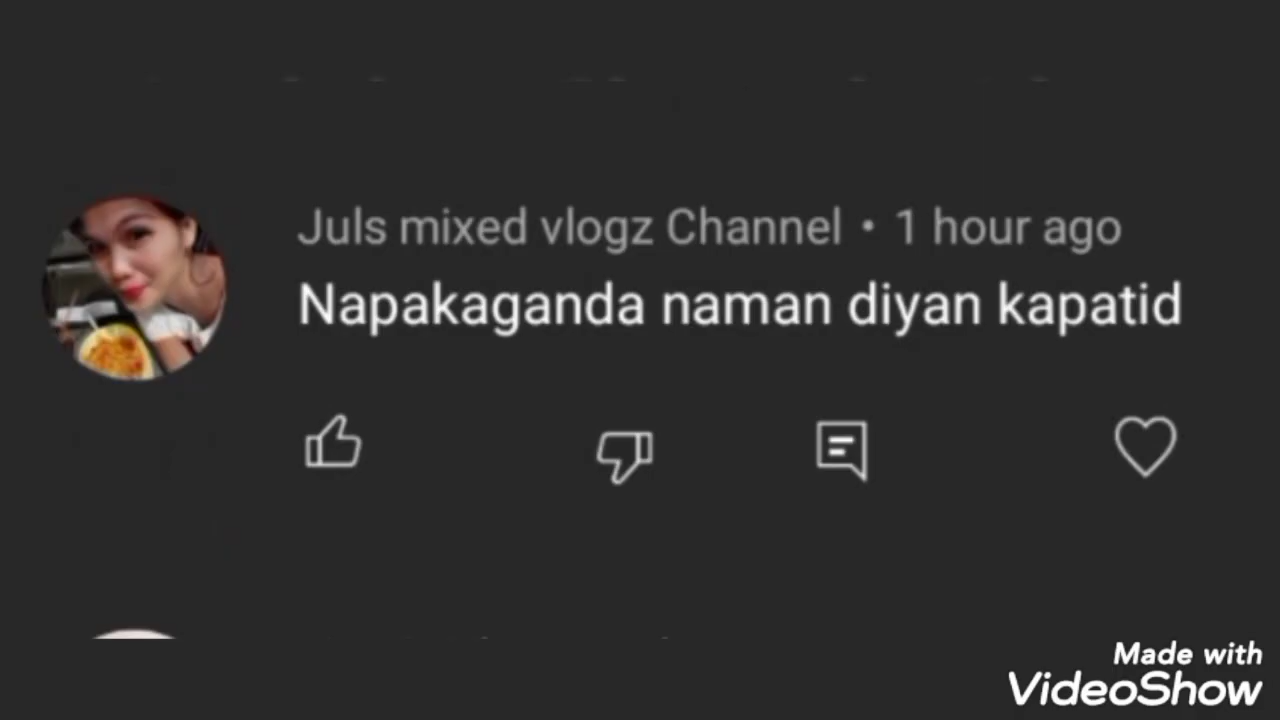 Juls mixed vlogz Channel • 1 hour ago
Napakaganda naman diyan kapatid
Made with
VideoShow